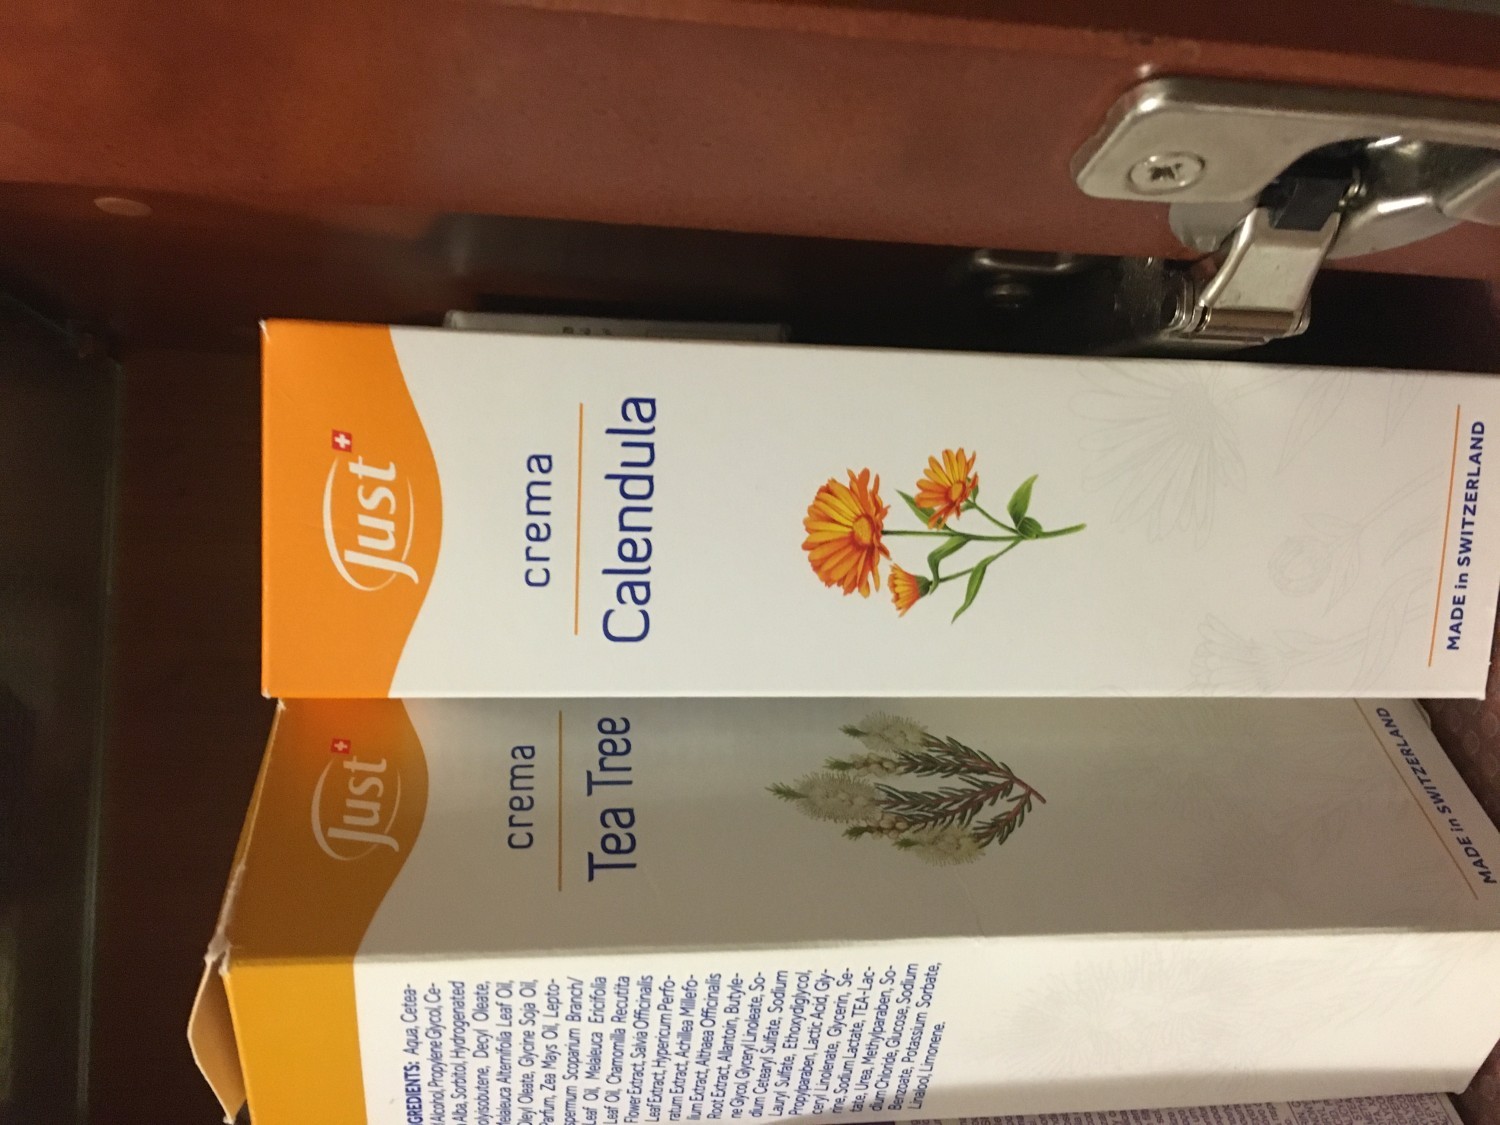 Just
crema
Calendula
MADE in SWITZERLAND
Just
crema
Tea Tree
MADE in SWITZERLAND
GREDIENTS: Aqua, Cetea-
l Alcohol, Propylene Glycol, Ce-
Alba, Sorbitol, Hydrogenated
olyisobutene, Decyl Oleate,
elaleuca Alternifolia Leaf Oil,
leyl Oleate, Glycine Soja Oil,
Parfum, Zea Mays Oil, Lepto-
spermum Scoparium Branch/
Leaf Oil, Melaleuca Ericifolia
Leaf Oil, Chamomilla Recutita
Flower Extract, Salvia Officinalis
Leaf Extract, Hypericum Perfo-
ratum Extract, Achillea Millefo-
lium Extract, Althaea Officinalis
Root Extract, Allantoin, Butyle-
ne Glycol, Glyceryl Linoleate, So-
dium Cetearyl Sulfate, Sodium
Lauryl Sulfate, Ethoxydiglycol,
Propylparaben, Lactic Acid, Gly-
ceryl Linolenate, Glycerin, Se-
rine, Sodium Lactate, TEA-Lac-
tate, Urea, Methylparaben, So-
dium Chloride, Glucose, Sodium
Benzoate, Potassium Sorbate,
Linalool, Limonene.